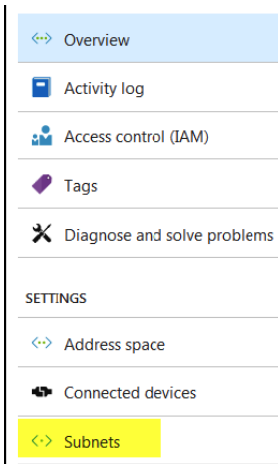 Overview
Activity log
Access control (IAM)
Tags
Diagnose and solve problems
SETTINGS
Address space
Connected devices
Subnets